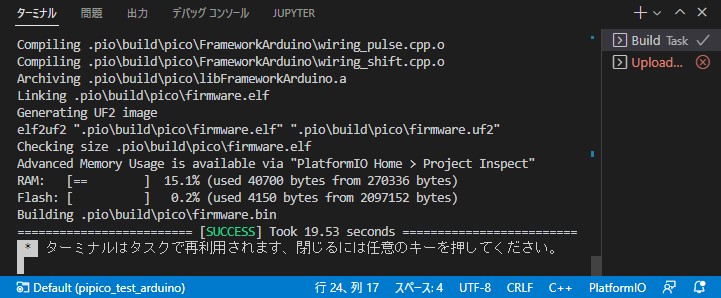 ターミナル 問題 出力 デバッグ コンソール JUPYTER
Compiling .pio\build\pico\FrameworkArduino\wiring_pulse.cpp.o
Compiling .pio\build\pico\FrameworkArduino\wiring_shift.cpp.o
Archiving .pio\build\pico\libFrameworkArduino.a
Linking .pio\build\pico\firmware.elf
Generating UF2 image
elf2uf2 ".pio\build\pico\firmware.elf" ".pio\build\pico\firmware.uf2"
Checking size .pio\build\pico\firmware.elf
Advanced Memory Usage is available via "PlatformIO Home > Project Inspect"
RAM:   [==        ]  15.1% (used 40700 bytes from 270336 bytes)
Flash: [          ]   0.2% (used 4150 bytes from 2097152 bytes)
Building .pio\build\pico\firmware.bin
========================= [SUCCESS] Took 19.53 seconds =========================
* ターミナルはタスクで再利用されます、閉じるには任意のキーを押してください。
Build Task
Upload...
Default (pipico_test_arduino) 行 24、列 17 スペース: 4 UTF-8 CRLF C++ PlatformIO